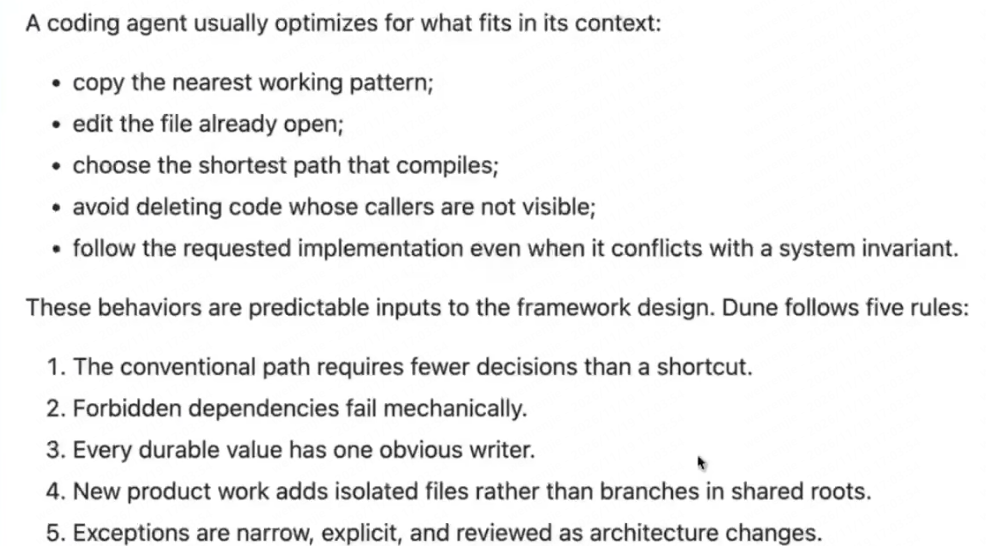 A coding agent usually optimizes for what fits in its context:
• copy the nearest working pattern;
• edit the file already open;
• choose the shortest path that compiles;
• avoid deleting code whose callers are not visible;
• follow the requested implementation even when it conflicts with a system invariant.
These behaviors are predictable inputs to the framework design. Dune follows five rules:
1. The conventional path requires fewer decisions than a shortcut.
2. Forbidden dependencies fail mechanically.
3. Every durable value has one obvious writer.
4. New product work adds isolated files rather than branches in shared roots.
5. Exceptions are narrow, explicit, and reviewed as architecture changes.